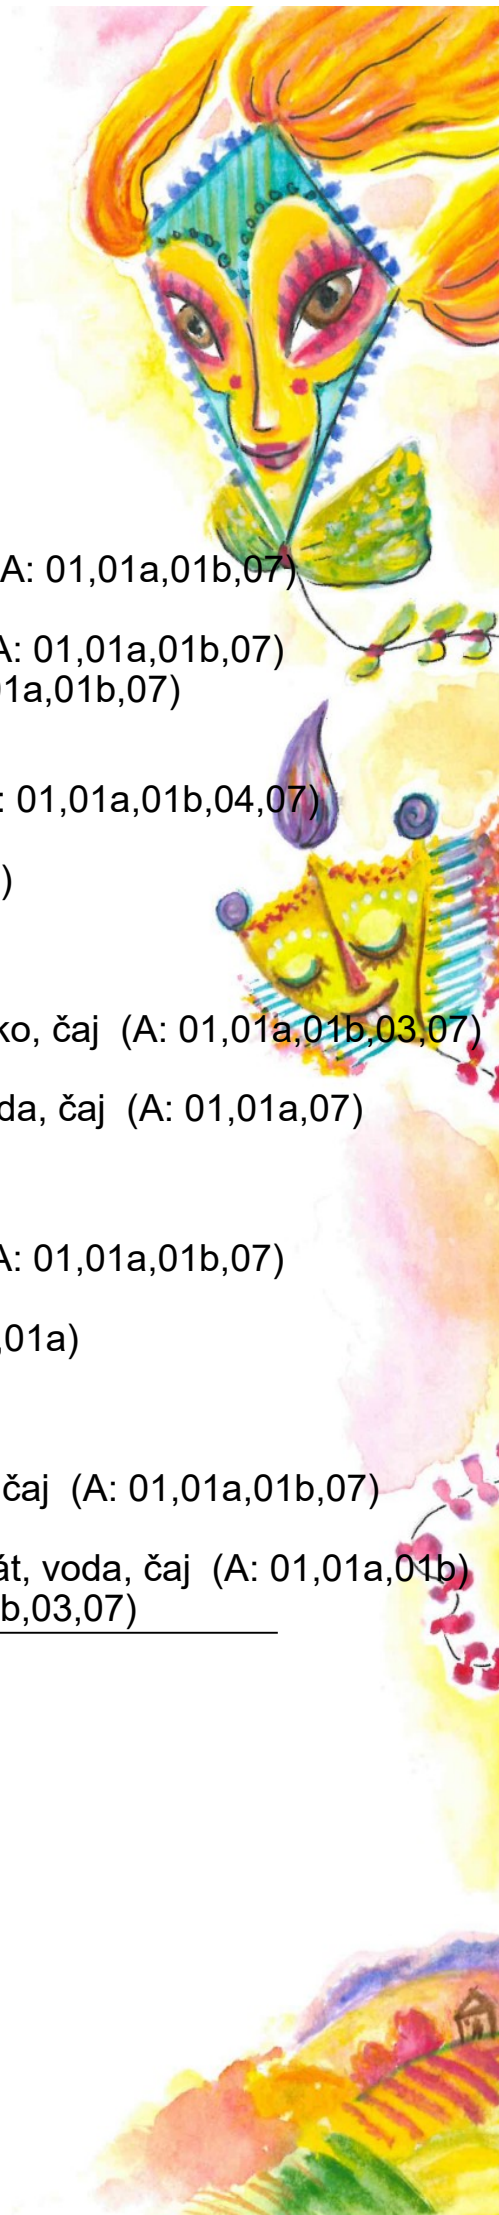 A: 01,01a,01b,07)
A: 01,01a,01b,07)
01a,01b,07)
: 01,01a,01b,04,07)
)
ko, čaj (A: 01,01a,01b,03,07)
da, čaj (A: 01,01a,07)
A: 01,01a,01b,07)
,01a)
čaj (A: 01,01a,01b,07)
át, voda, čaj (A: 01,01a,01b)
b,03,07)